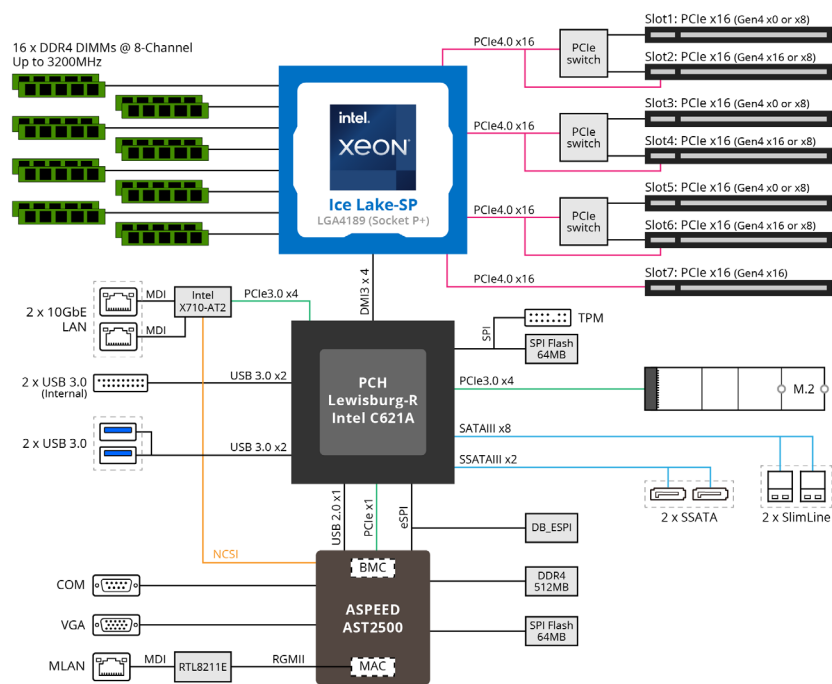 16 x DDR4 DIMMs @ 8-Channel
Up to 3200MHz
intel.
XEON
Ice Lake-SP
LGA4189 (Socket P+)
PCIe4.0 x16
PCIe switch
Slot1: PCIe x16 (Gen4 x0 or x8)
Slot2: PCIe x16 (Gen4 x16 or x8)
PCIe4.0 x16
PCIe switch
Slot3: PCIe x16 (Gen4 x0 or x8)
Slot4: PCIe x16 (Gen4 x16 or x8)
PCIe4.0 x16
PCIe switch
Slot5: PCIe x16 (Gen4 x0 or x8)
Slot6: PCIe x16 (Gen4 x16 or x8)
PCIe4.0 x16
Slot7: PCIe x16 (Gen4 x16)
DMI3 x 4
2 x 10GbE
LAN
MDI
MDI
Intel
X710-AT2
PCIe3.0 x4
SPI
TPM
SPI Flash
64MB
2 x USB 3.0
(Internal)
USB 3.0 x2
2 x USB 3.0
USB 3.0 x2
PCH
Lewisburg-R
Intel C621A
PCIe3.0 x4
M.2
SATAIII x8
SSATAIII x2
2 x SSATA
2 x SlimLine
USB 2.0 x1
PCIe x1
eSPI
DB_ESPI
NCSI
BMC
ASPEED
AST2500
MAC
DDR4
512MB
SPI Flash
64MB
COM
VGA
MLAN
MDI
RTL8211E
RGMII